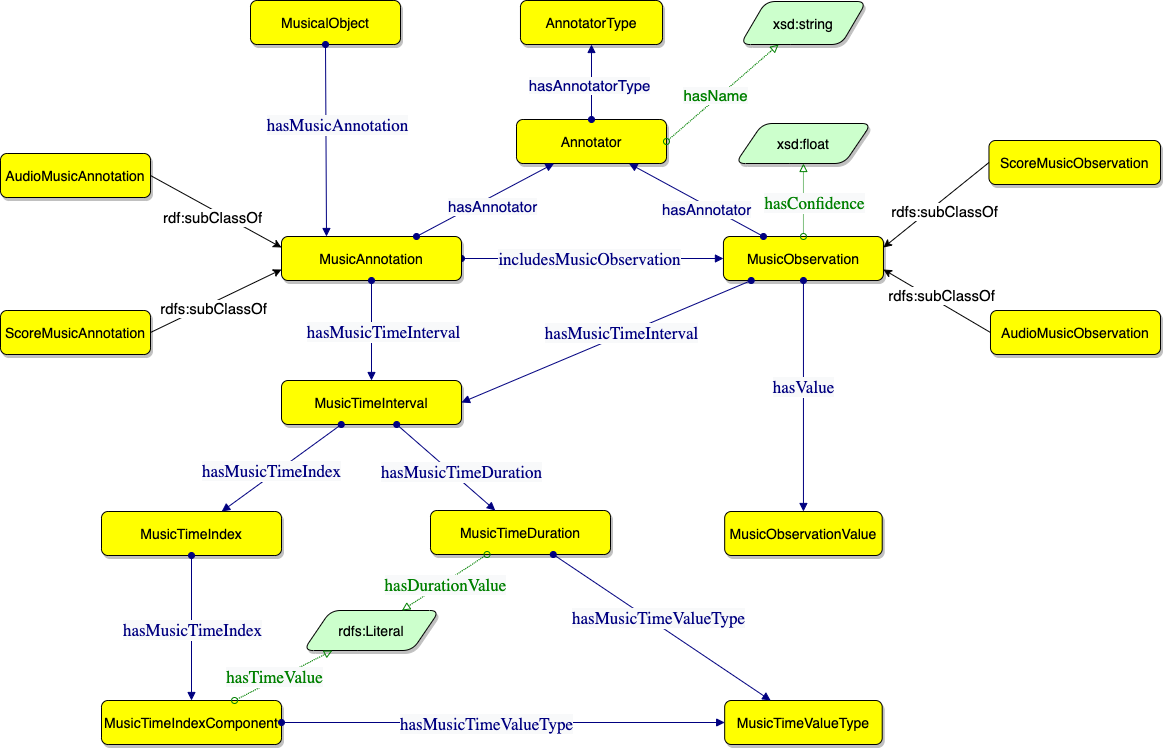 MusicalObject
AnnotatorType
xsd:string
hasAnnotatorType
hasName
hasMusicAnnotation
Annotator
xsd:float
AudioMusicAnnotation
ScoreMusicObservation
rdf:subClassOf
hasAnnotator
hasAnnotator
hasConfidence
rdfs:subClassOf
MusicAnnotation
includesMusicObservation
MusicObservation
rdfs:subClassOf
rdfs:subClassOf
ScoreMusicAnnotation
hasMusicTimeInterval
hasMusicTimeInterval
AudioMusicObservation
hasValue
MusicTimeInterval
hasMusicTimeIndex
hasMusicTimeDuration
MusicTimeIndex
MusicTimeDuration
MusicObservationValue
hasDurationValue
hasMusicTimeIndex
rdfs:Literal
hasMusicTimeValueType
hasTimeValue
MusicTimeIndexComponent
hasMusicTimeValueType
MusicTimeValueType